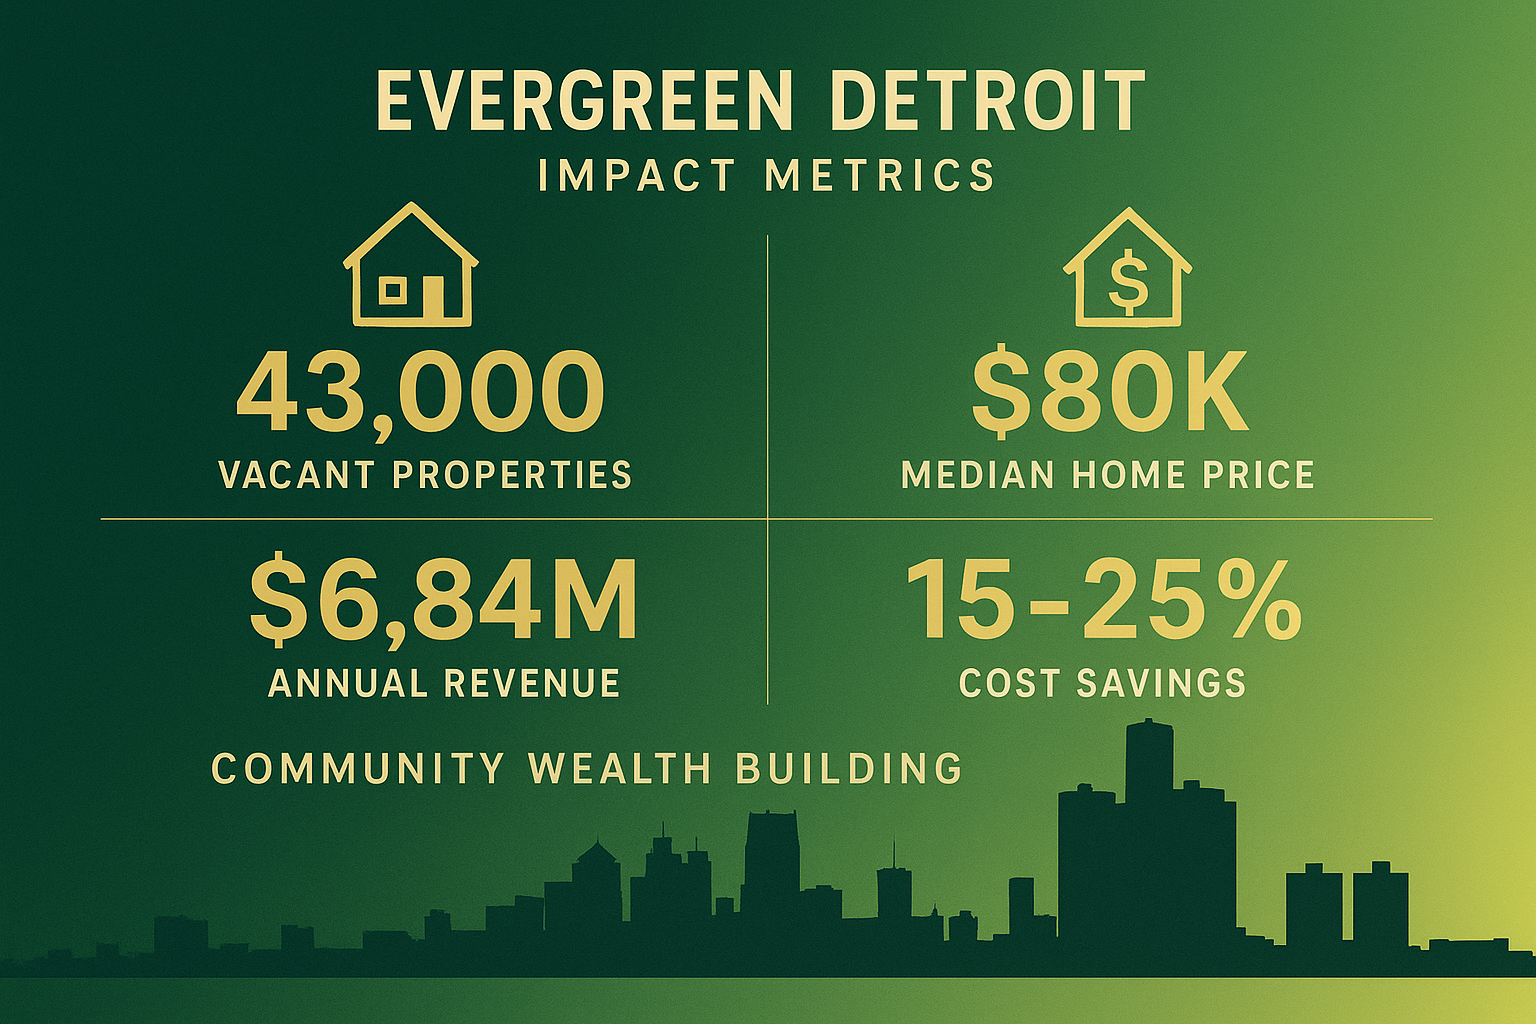 EVERGREEN DETROIT
IMPACT METRICS
$
43,000
VACANT PROPERTIES
$80K
MEDIAN HOME PRICE
$6,84M
ANNUAL REVENUE
15-25%
COST SAVINGS
COMMUNITY WEALTH BUILDING